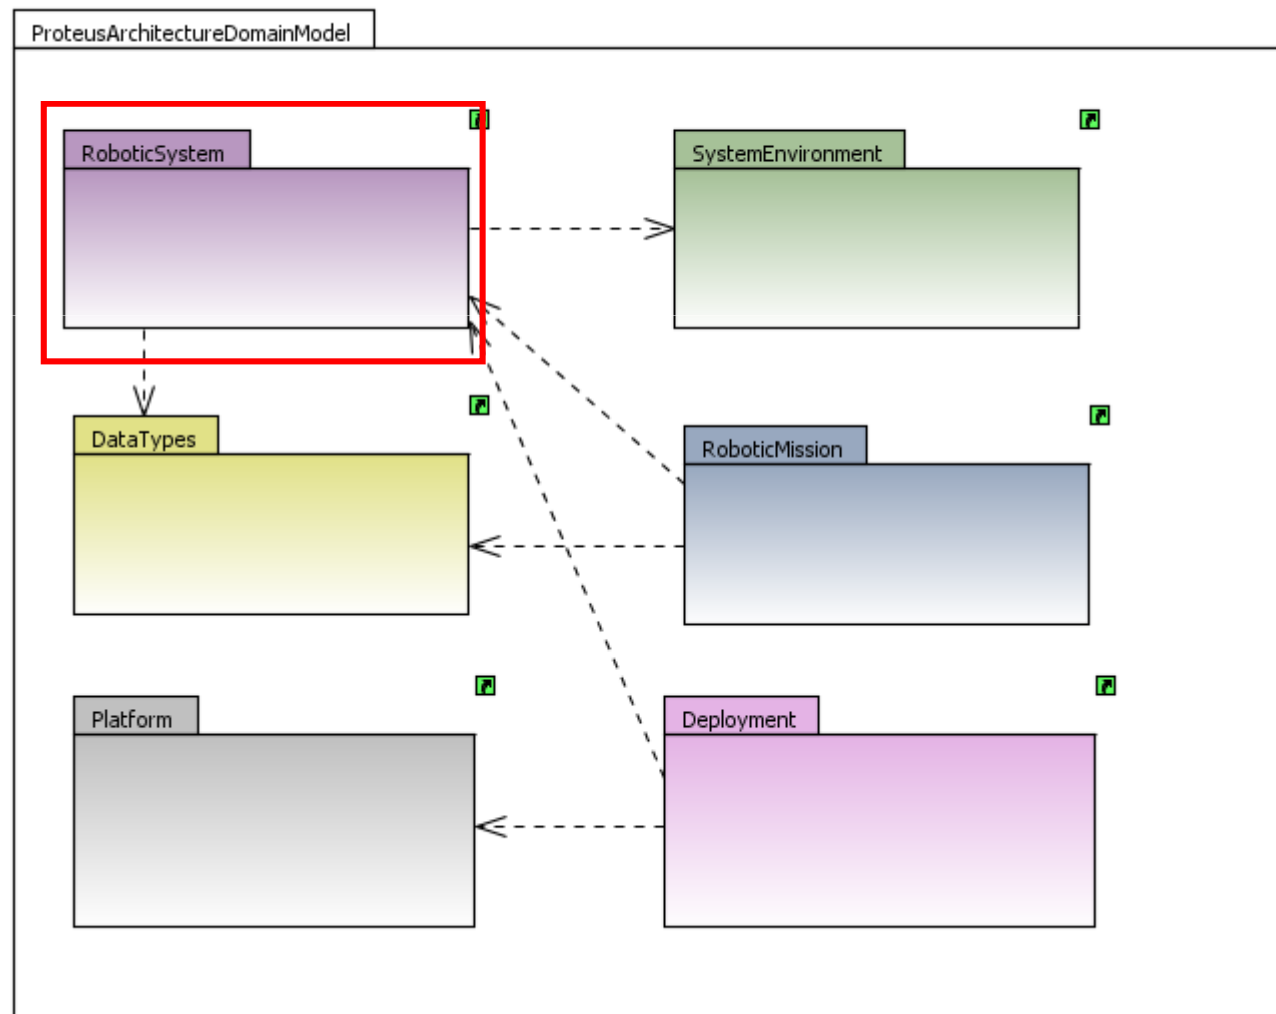 ProteusArchitectureDomainModel
RoboticSystem
SystemEnvironment
DataTypes
RoboticMission
Platform
Deployment